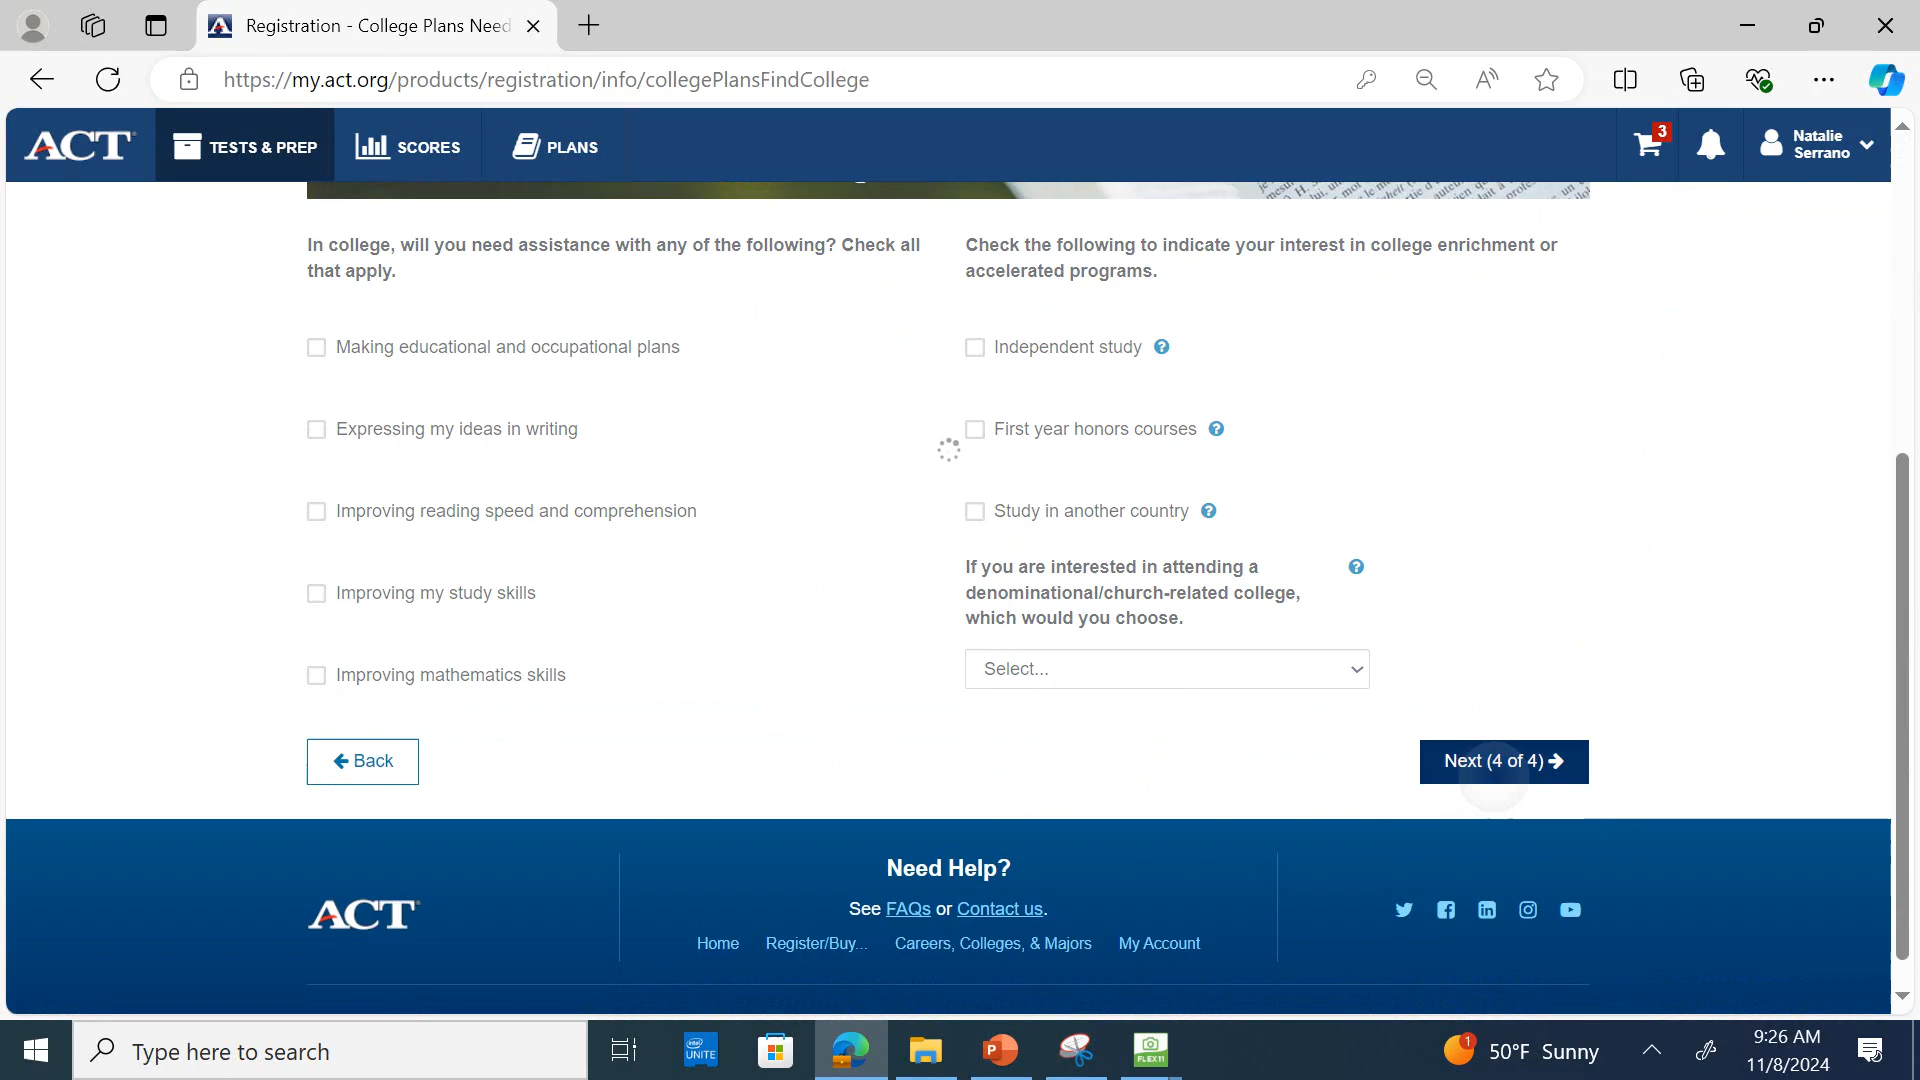 Registration - College Plans Need
https://my.act.org/products/registration/info/collegePlansFindCollege
ACT
TESTS & PREP
SCORES
PLANS
3
Natalie
Serrano
In college, will you need assistance with any of the following? Check all
that apply.
Making educational and occupational plans
Expressing my ideas in writing
Improving reading speed and comprehension
Improving my study skills
Improving mathematics skills
Check the following to indicate your interest in college enrichment or
accelerated programs.
Independent study
First year honors courses
Study in another country
If you are interested in attending a
denominational/church-related college,
which would you choose.
Select...
Back
Next (4 of 4)
ACT
Need Help?
See FAQs or Contact us.
Home Register/Buy... Careers, Colleges, & Majors My Account
Type here to search
intel
UNITE
P
FLEX11
1
50°F Sunny
9:26 AM
11/8/2024